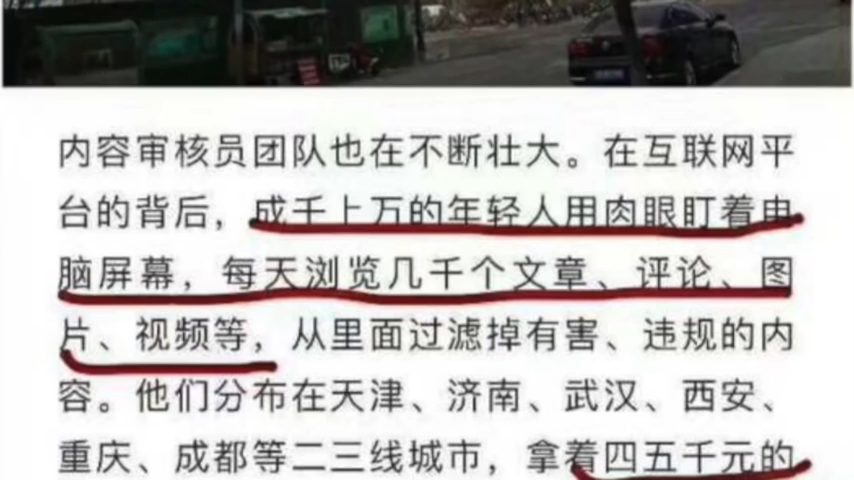 内容审核员团队也在不断壮大。在互联网平
台的背后，成千上万的年轻人用肉眼盯着电
脑屏幕，每天浏览几千个文章、评论、图
片、视频等，从里面过滤掉有害、违规的内
容。他们分布在天津、济南、武汉、西安、
重庆、成都等二三线城市，拿着四五千元的